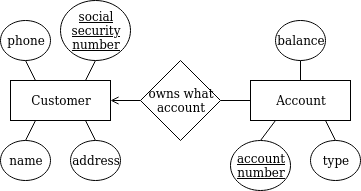 social
security
number
phone
balance
Customer
owns what
account
Account
name
address
account
number
type